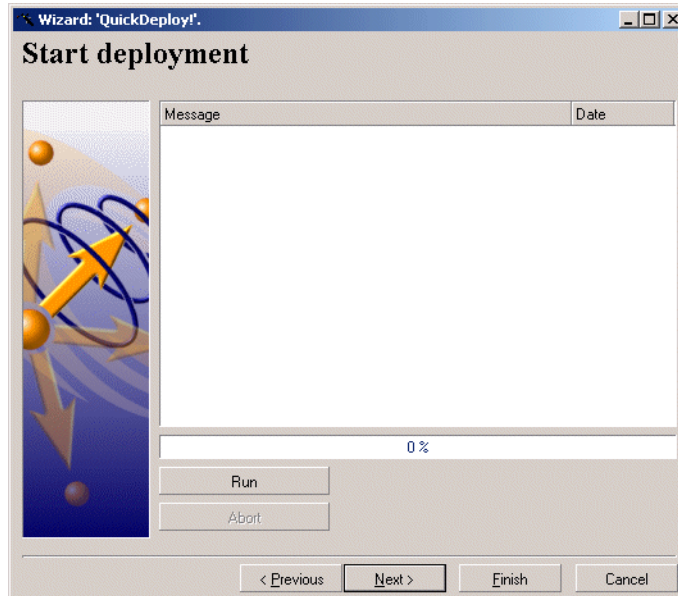 Wizard: 'QuickDeploy!'.
Start deployment
Message Date
0 %
Run
Abort
< Previous Next > Finish Cancel